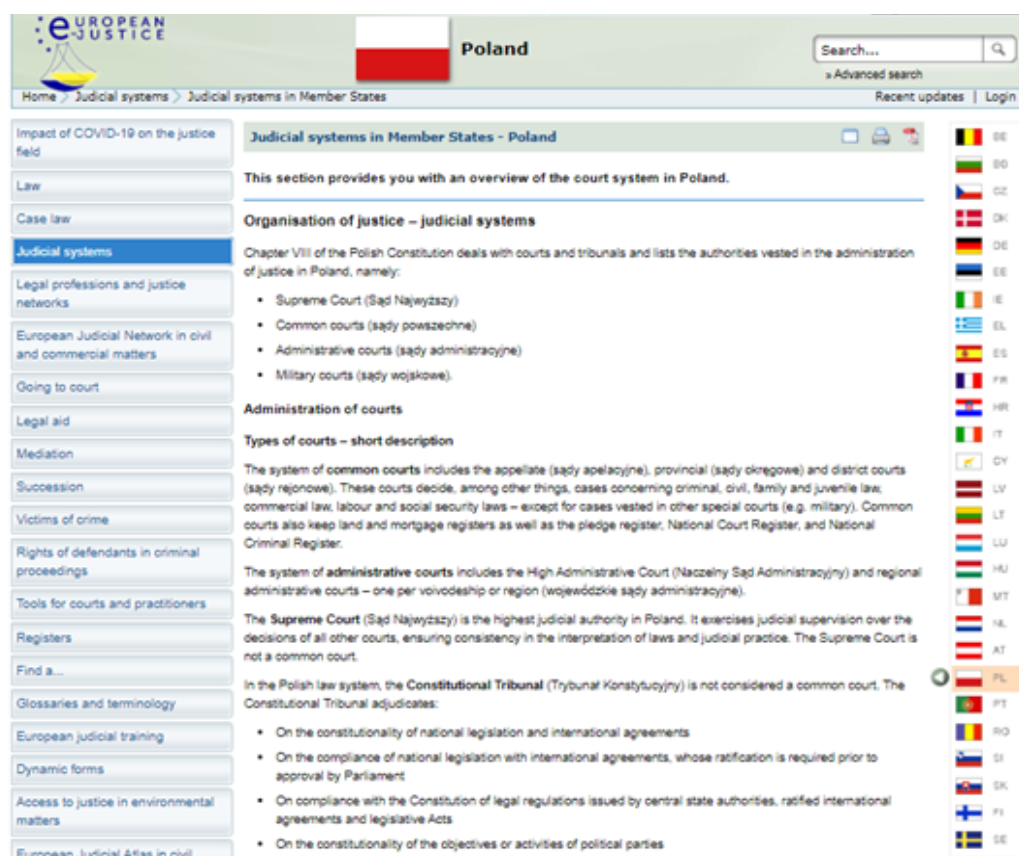 EUROPEAN
E-JUSTICE
Poland
Search...
» Advanced search
Home > Judicial systems > Judicial systems in Member States
Recent updates | Login
Impact of COVID-19 on the justice
field
Law
Case law
Judicial systems
Legal professions and justice
networks
European Judicial Network in civil
and commercial matters
Going to court
Legal aid
Mediation
Succession
Victims of crime
Rights of defendants in criminal
proceedings
Tools for courts and practitioners
Registers
Find a...
Glossaries and terminology
European judicial training
Dynamic forms
Access to justice in environmental
matters
European Judicial Atlas in civil
Judicial systems in Member States - Poland
This section provides you with an overview of the court system in Poland.
Organisation of justice – judicial systems
Chapter VIII of the Polish Constitution deals with courts and tribunals and lists the authorities vested in the administration
of justice in Poland, namely:
• Supreme Court (Sąd Najwyższy)
• Common courts (sądy powszechne)
• Administrative courts (sądy administracyjne)
• Military courts (sądy wojskowe).
Administration of courts
Types of courts – short description
The system of common courts includes the appellate (sądy apelacyjne), provincial (sądy okręgowe) and district courts
(sądy rejonowe). These courts decide, among other things, cases concerning criminal, civil, family and juvenile law,
commercial law, labour and social security laws – except for cases vested in other special courts (e.g. military). Common
courts also keep land and mortgage registers as well as the pledge register, National Court Register, and National
Criminal Register.
The system of administrative courts includes the High Administrative Court (Naczelny Sąd Administracyjny) and regional
administrative courts – one per voivodeship or region (wojewódzkie sądy administracyjne).
The Supreme Court (Sąd Najwyższy) is the highest judicial authority in Poland. It exercises judicial supervision over the
decisions of all other courts, ensuring consistency in the interpretation of laws and judicial practice. The Supreme Court is
not a common court.
In the Polish law system, the Constitutional Tribunal (Trybunał Konstytucyjny) is not considered a common court. The
Constitutional Tribunal adjudicates:
• On the constitutionality of national legislation and international agreements
• On the compliance of national legislation with international agreements, whose ratification is required prior to
approval by Parliament
• On compliance with the Constitution of legal regulations issued by central state authorities, ratified international
agreements and legislative Acts
• On the constitutionality of the objectives or activities of political parties
BE
BG
CZ
DK
DE
EE
IE
EL
ES
FR
HR
IT
CY
LV
LT
LU
HU
MT
NL
AT
PL
PT
RO
SI
SK
FI
SE